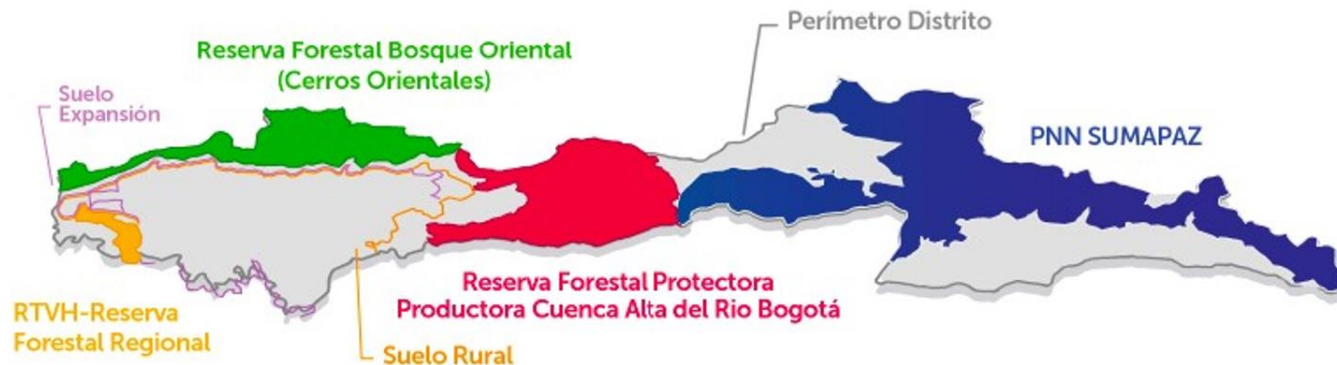 Perímetro Distrito
Reserva Forestal Bosque Oriental
(Cerros Orientales)
Suelo
Expansión
PNN SUMAPAZ
Reserva Forestal Protectora
Productora Cuenca Alta del Rio Bogotá
RTVH-Reserva
Forestal Regional
Suelo Rural